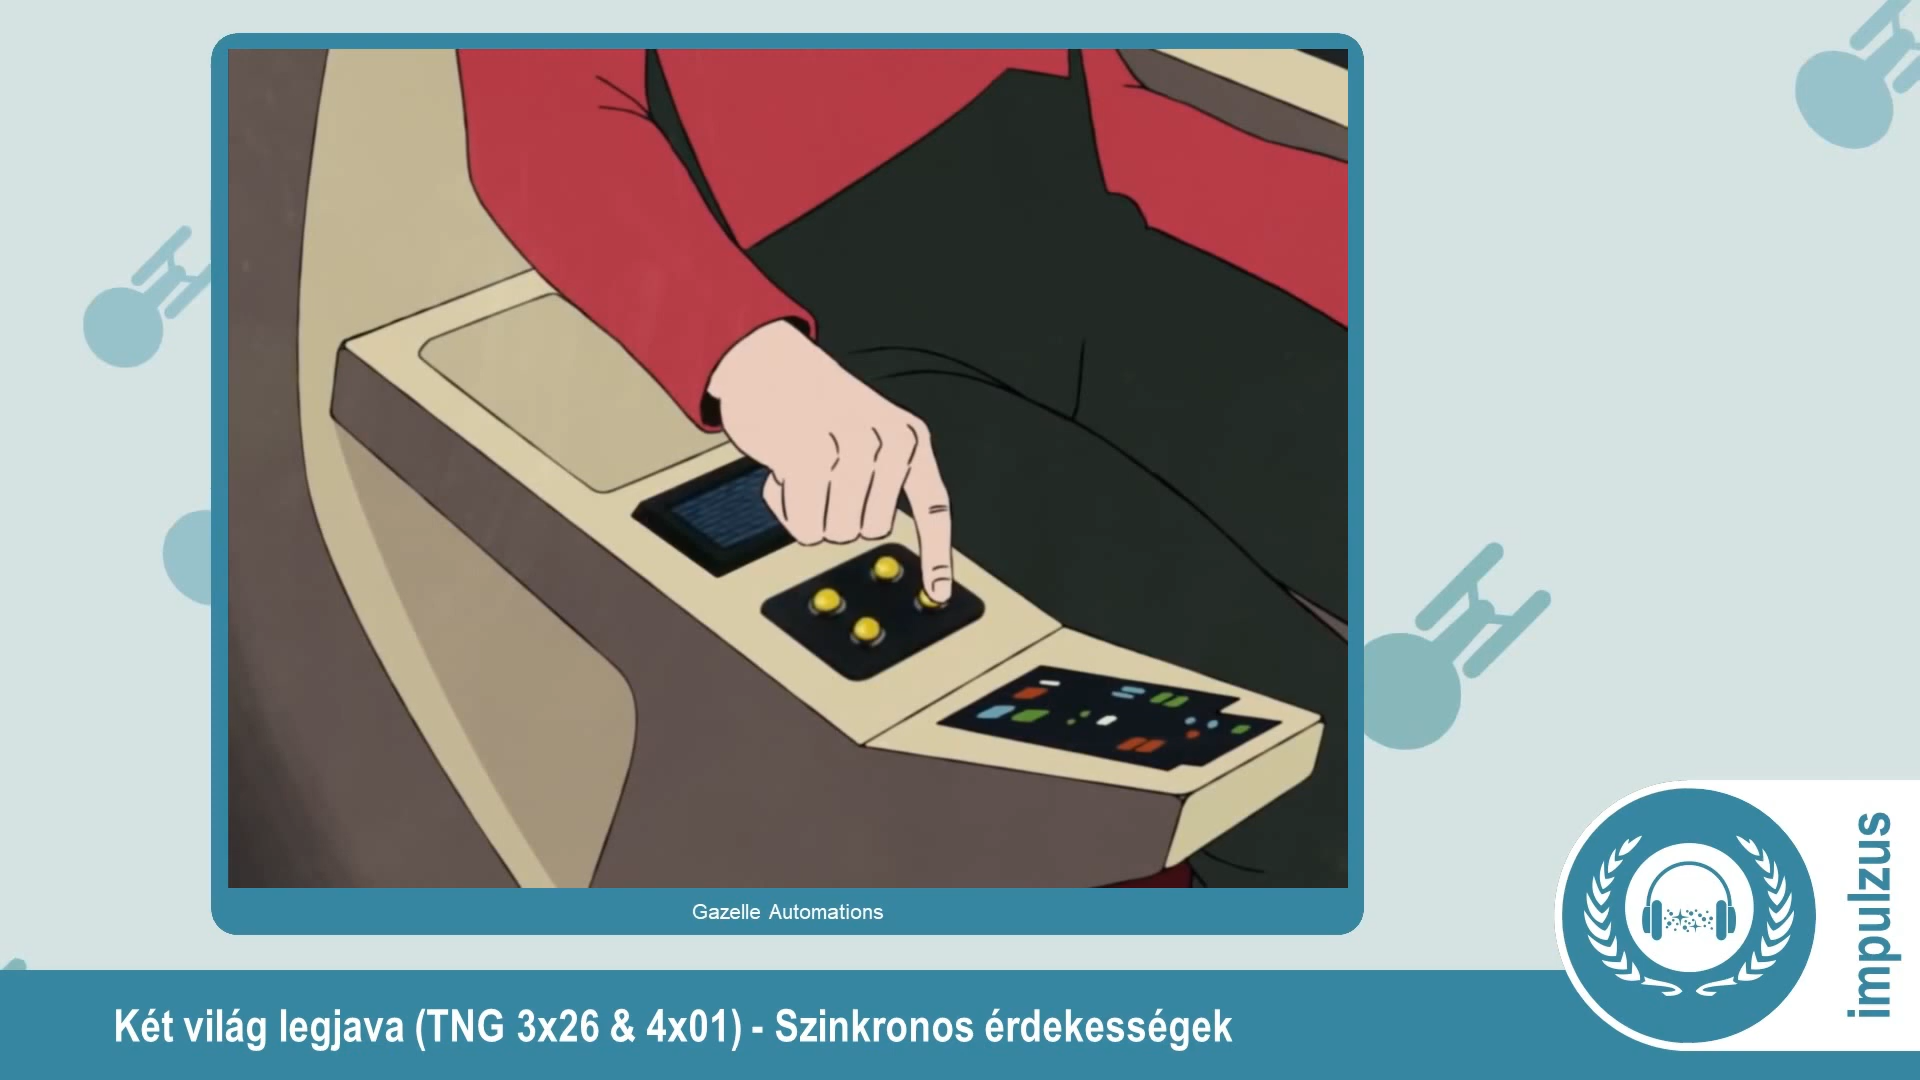 Gazelle Automations
Két világ legjava (TNG 3x26 & 4x01) - Szinkronos érdekességek
impulzus